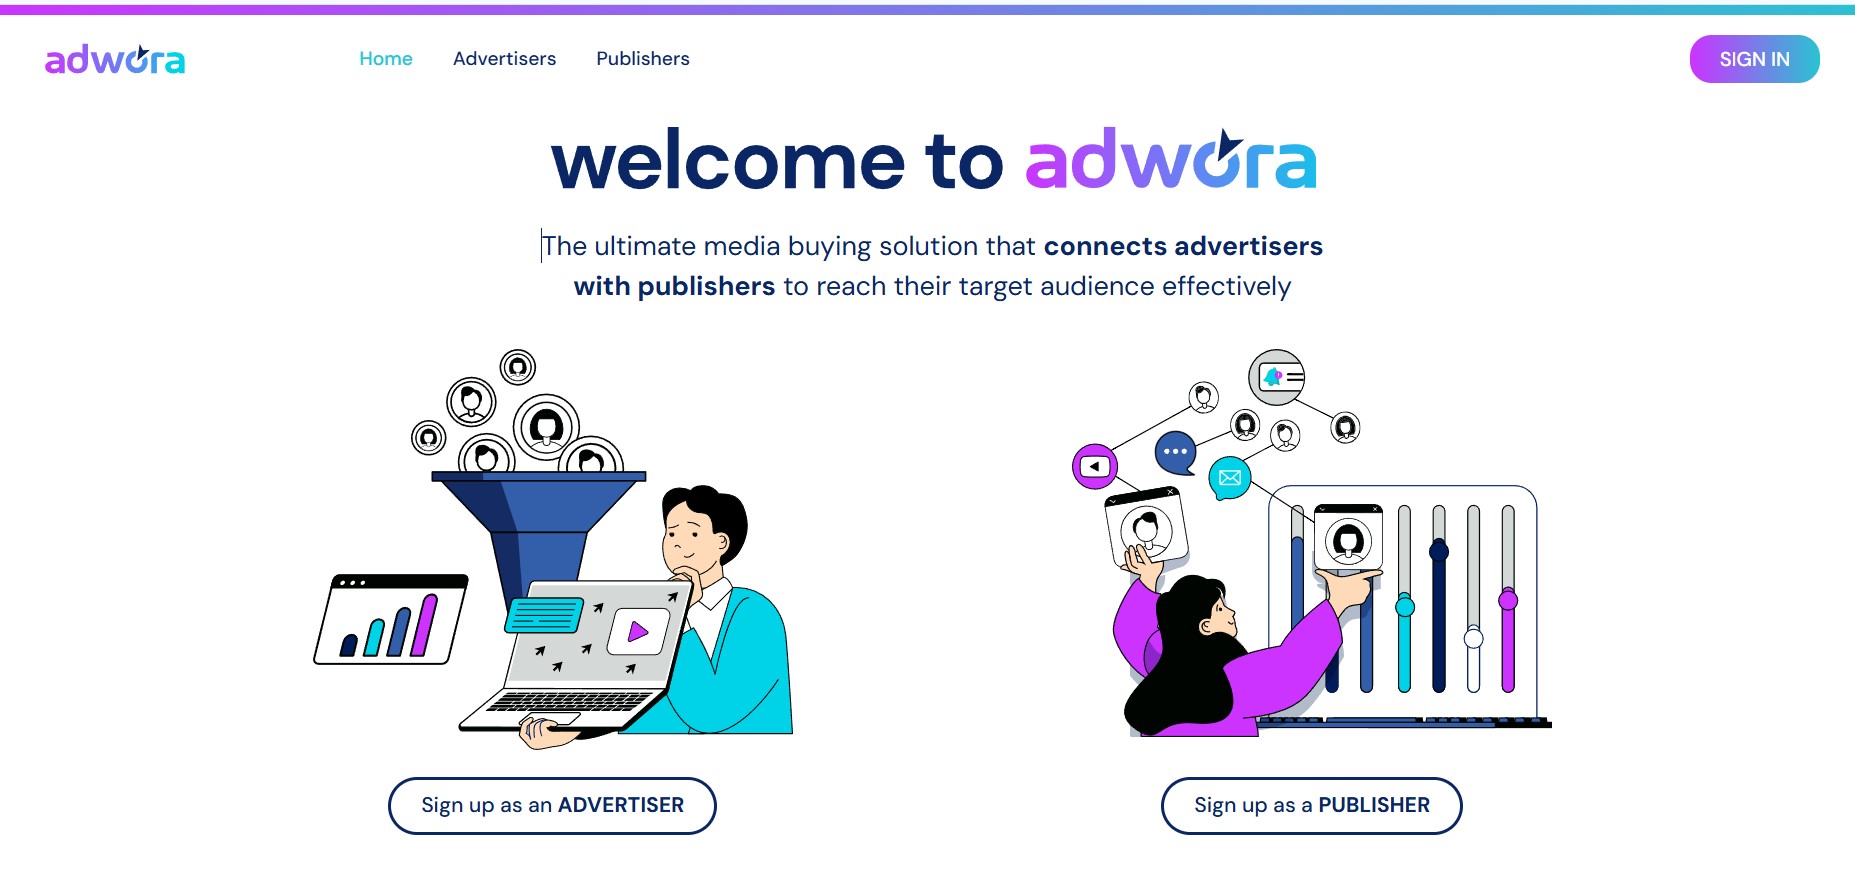 adwora
Home Advertisers Publishers
SIGN IN
welcome to adwora
The ultimate media buying solution that connects advertisers
with publishers to reach their target audience effectively
Sign up as an ADVERTISER
Sign up as a PUBLISHER